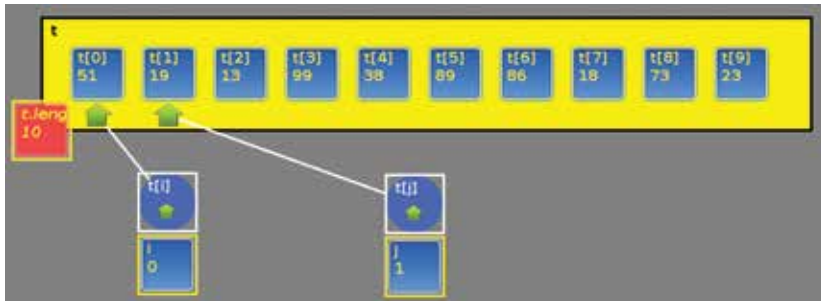 t
t[0] t[1] t[2] t[3] t[4] t[5] t[6] t[7] t[8] t[9]
51 19 13 99 38 89 86 18 73 23
t.leng
10
t[i] t[j]
i j
0 1